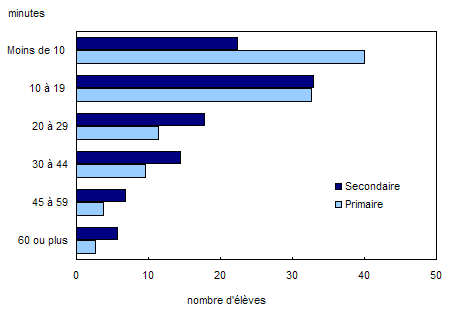 minutes
Moins de 10
10 à 19
20 à 29
30 à 44
45 à 59
60 ou plus
Secondaire
Primaire
0 10 20 30 40 50
nombre d'élèves